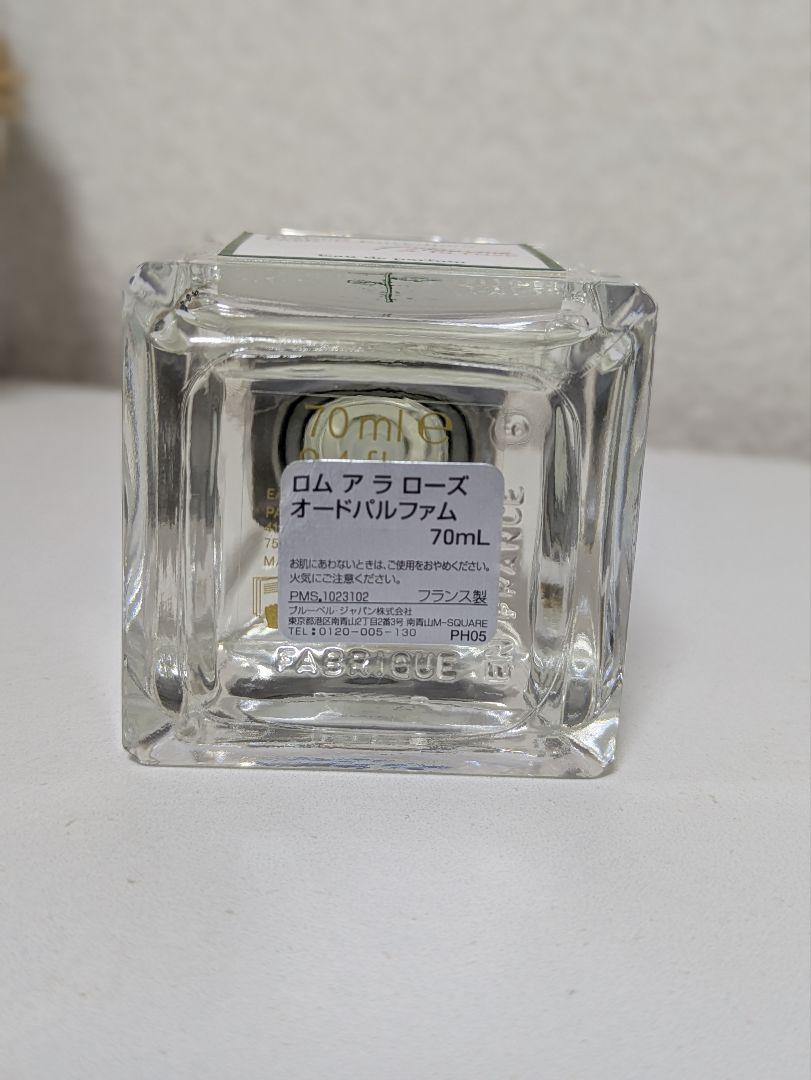 Eau de parfum
70ml e
ロム ア ラ ローズ
オードパルファム
70mL
お肌にあわないときは、ご使用をおやめください。
火気にご注意ください。
PMS.1023102 フランス製
ブルーベル・ジャパン株式会社
東京都港区南青山2丁目2番3号 南青山M-SQUARE
TEL:0120-005-130 PH05
FABRIQUE
EN FRANCE